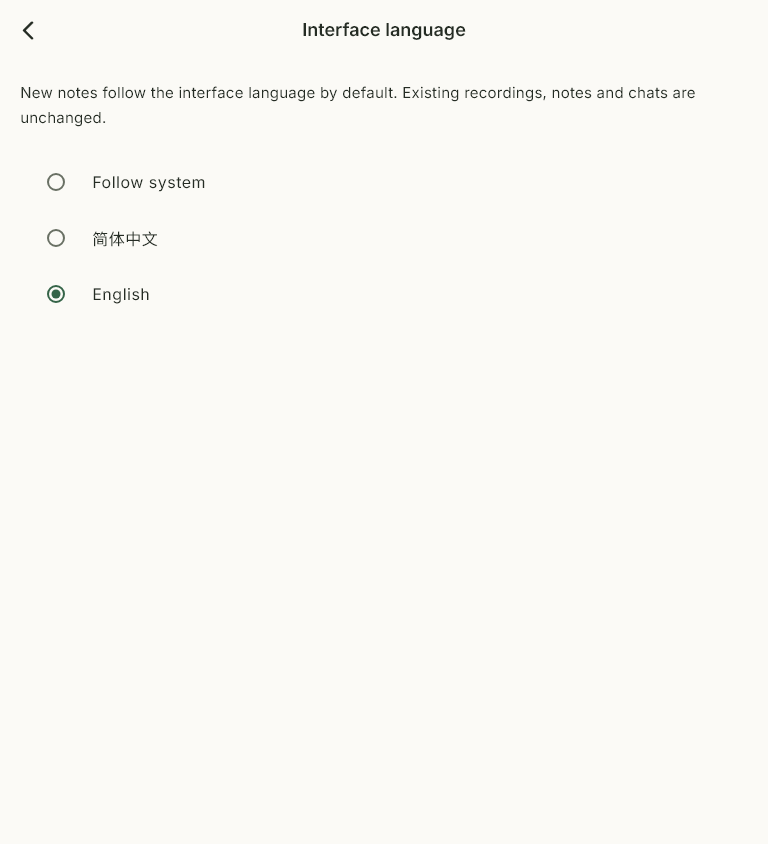 Interface language
New notes follow the interface language by default. Existing recordings, notes and chats are
unchanged.
Follow system
简体中文
English